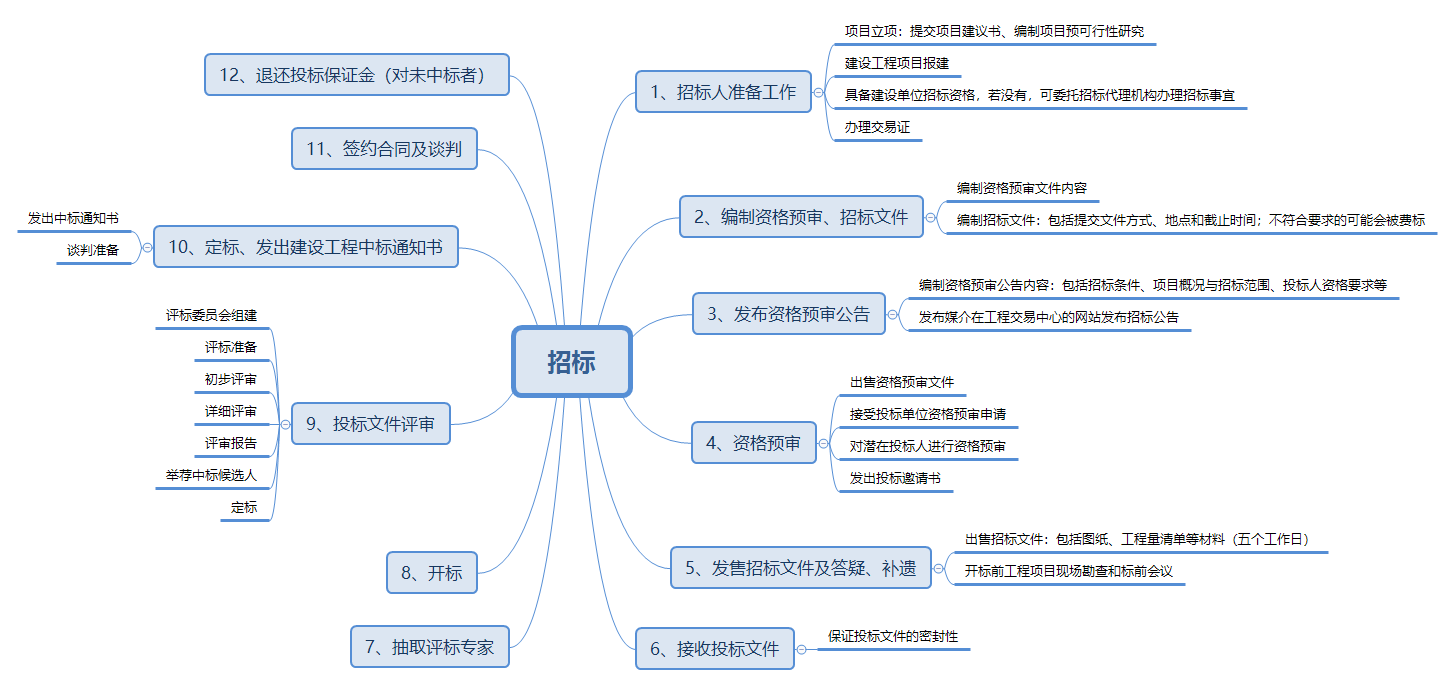 招标
1、招标人准备工作
项目立项：提交项目建议书、编制项目预可行性研究
建设工程项目报建
具备建设单位招标资格，若没有，可委托招标代理机构办理招标事宜
办理交易证
2、编制资格预审、招标文件
编制资格预审文件内容
编制招标文件：包括提交文件方式、地点和截止时间；不符合要求的可能会被费标
3、发布资格预审公告
编制资格预审公告内容：包括招标条件、项目概况与招标范围、投标人资格要求等
发布媒介在工程交易中心的网站发布招标公告
4、资格预审
出售资格预审文件
接受投标单位资格预审申请
对潜在投标人进行资格预审
发出投标邀请书
5、发售招标文件及答疑、补遗
出售招标文件：包括图纸、工程量清单等材料（五个工作日）
开标前工程项目现场勘查和标前会议
6、接收投标文件
保证投标文件的密封性
7、抽取评标专家
8、开标
9、投标文件评审
评标委员会组建
评标准备
初步评审
详细评审
评审报告
举荐中标候选人
定标
10、定标、发出建设工程中标通知书
发出中标通知书
谈判准备
11、签约合同及谈判
12、退还投标保证金（对未中标者）